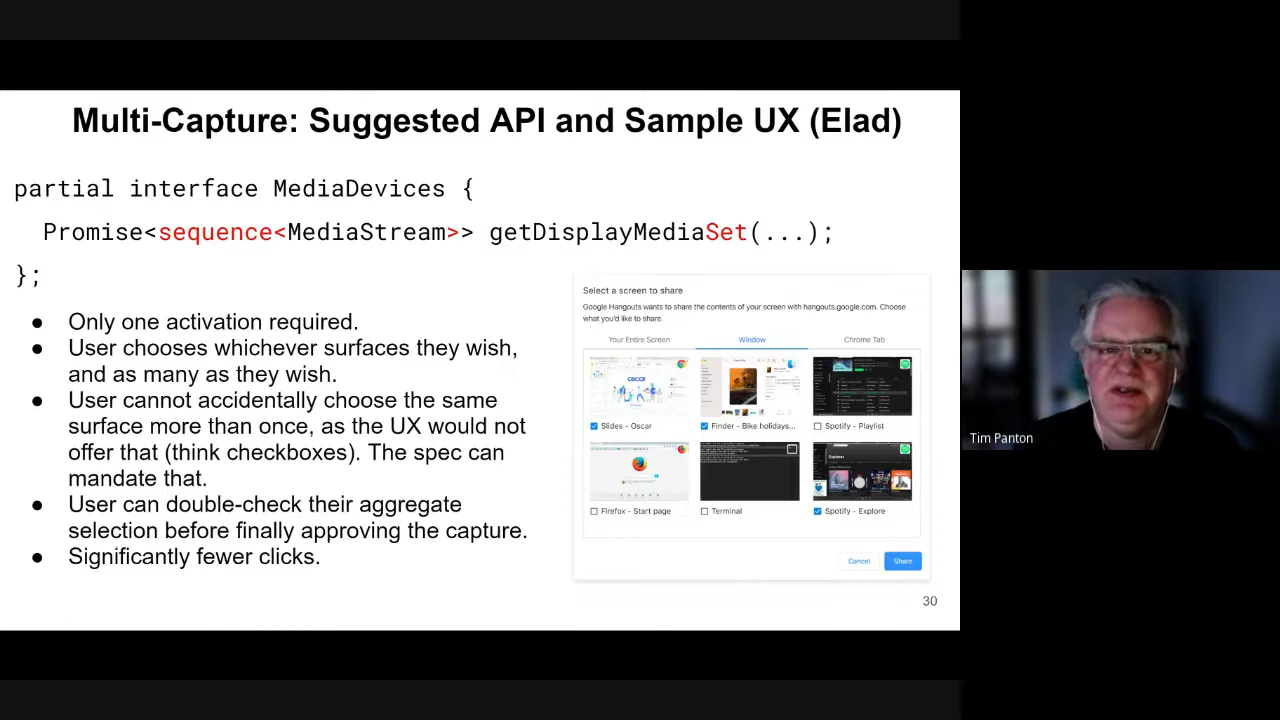 Multi-Capture: Suggested API and Sample UX (Elad)
partial interface MediaDevices {
Promise<sequence<MediaStream>> getDisplayMediaSet(...);
};
● Only one activation required.
● User chooses whichever surfaces they wish,
and as many as they wish.
● User cannot accidentally choose the same
surface more than once, as the UX would not
offer that (think checkboxes). The spec can
mandate that.
● User can double-check their aggregate
selection before finally approving the capture.
● Significantly fewer clicks.
Select a screen to share
Google Hangouts wants to share the contents of your screen with hangouts.google.com. Choose
what you'd like to share.
Your Entire Screen Window Chrome Tab
Slides - Oscar Finder - Bike holidays... Spotify - Playlist
Firefox - Start page Terminal Spotify - Explore
Cancel Share
30
Tim Panton